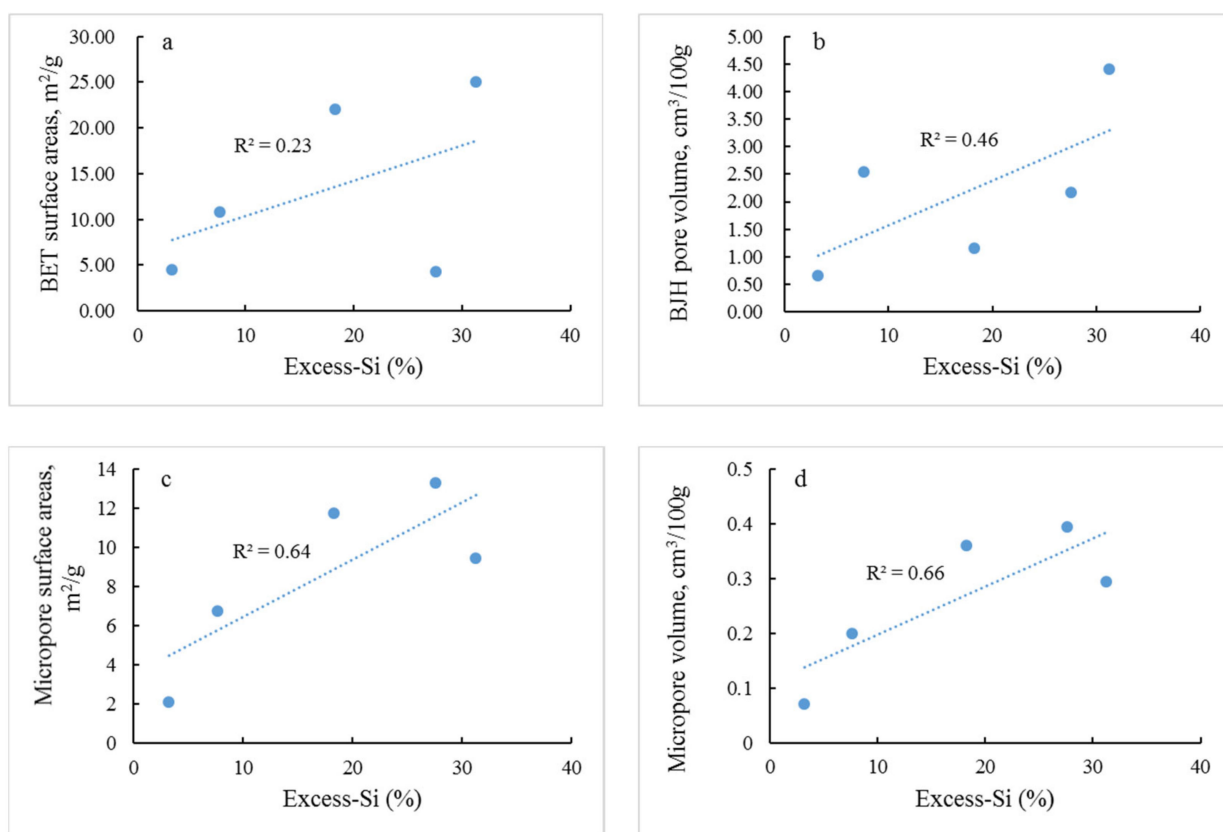 a
30.00
25.00
20.00
15.00
10.00
5.00
0.00
BET surface areas, m²/g
R² = 0.23
0 10 20 30 40
Excess-Si (%)
b
5.00
4.50
4.00
3.50
3.00
2.50
2.00
1.50
1.00
0.50
0.00
BJH pore volume, cm³/100g
R² = 0.46
0 10 20 30 40
Excess-Si (%)
c
14
12
10
8
6
4
2
0
Micropore surface areas,
m²/g
R² = 0.64
0 10 20 30 40
Excess-Si (%)
d
0.5
0.4
0.3
0.2
0.1
0
Micropore volume, cm³/100g
R² = 0.66
0 10 20 30 40
Excess-Si (%)